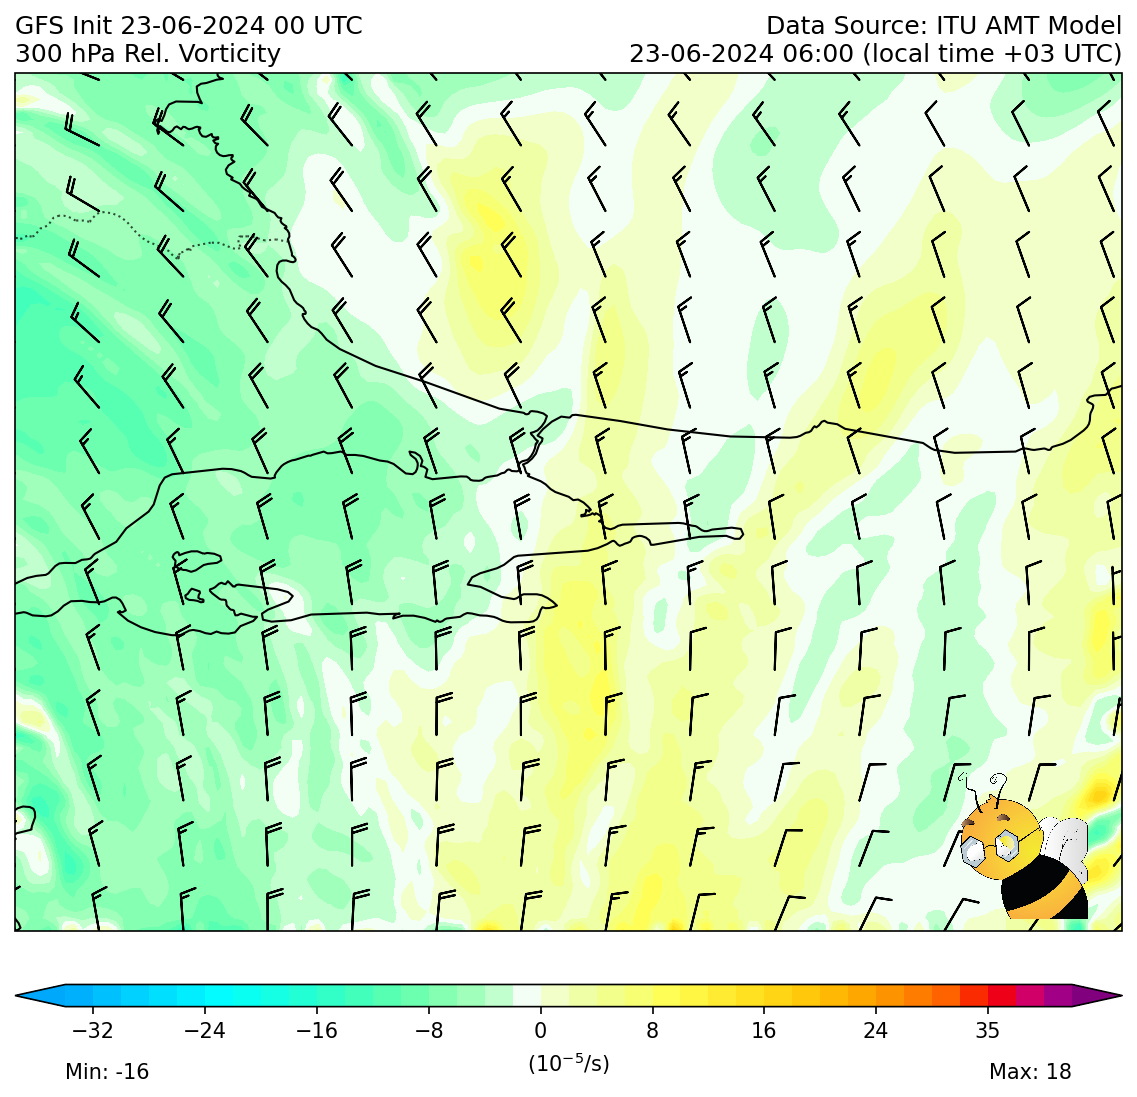 GFS Init 23-06-2024 00 UTC
Data Source: ITU AMT Model
300 hPa Rel. Vorticity
23-06-2024 06:00 (local time +03 UTC)
−32 −24 −16 −8 0 8 16 24 35
(10⁻⁵/s)
Min: -16
Max: 18